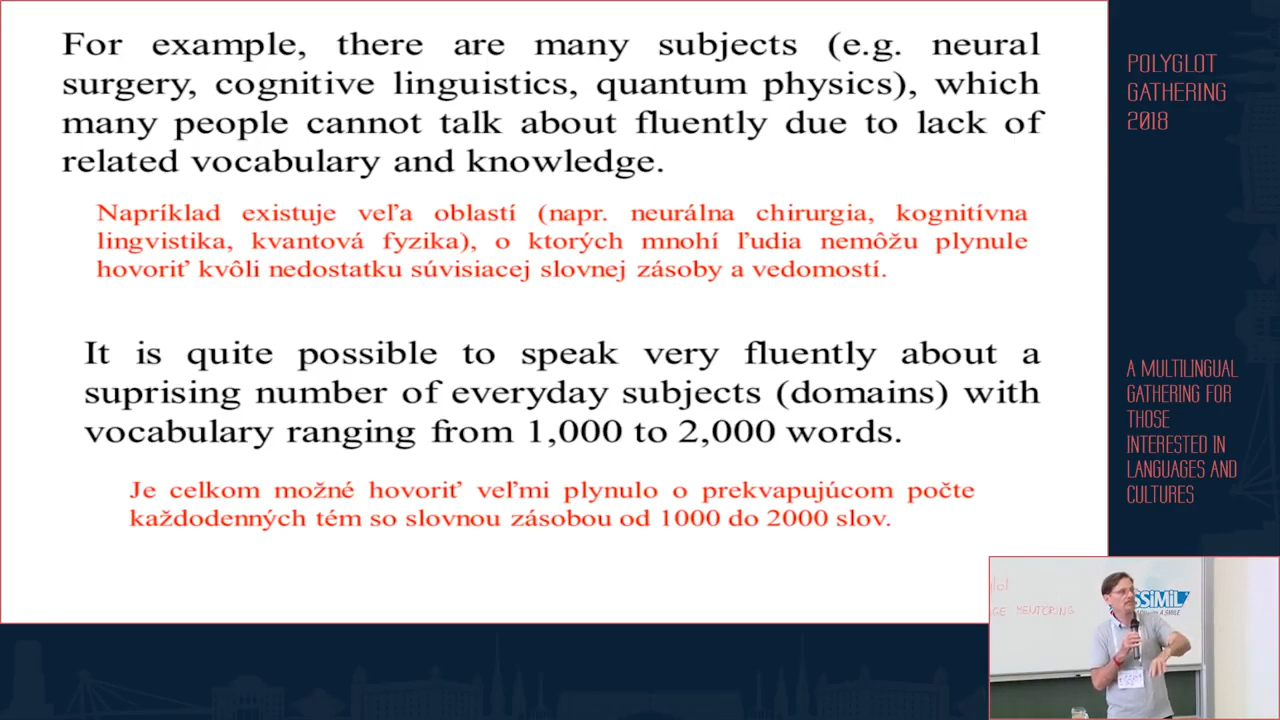 For example, there are many subjects (e.g. neural
surgery, cognitive linguistics, quantum physics), which
many people cannot talk about fluently due to lack of
related vocabulary and knowledge.
Napríklad existuje veľa oblastí (napr. neurálna chirurgia, kognitívna
lingvistika, kvantová fyzika), o ktorých mnohí ľudia nemôžu plynule
hovoriť kvôli nedostatku súvisiacej slovnej zásoby a vedomostí.
It is quite possible to speak very fluently about a
suprising number of everyday subjects (domains) with
vocabulary ranging from 1,000 to 2,000 words.
Je celkom možné hovoriť veľmi plynulo o prekvapujúcom počte
každodenných tém so slovnou zásobou od 1000 do 2000 slov.
POLYGLOT
GATHERING
2018
A MULTILINGUAL
GATHERING FOR
THOSE
INTERESTED IN
LANGUAGES AND
CULTURES
MENTORING
SiMiL
A SMILE